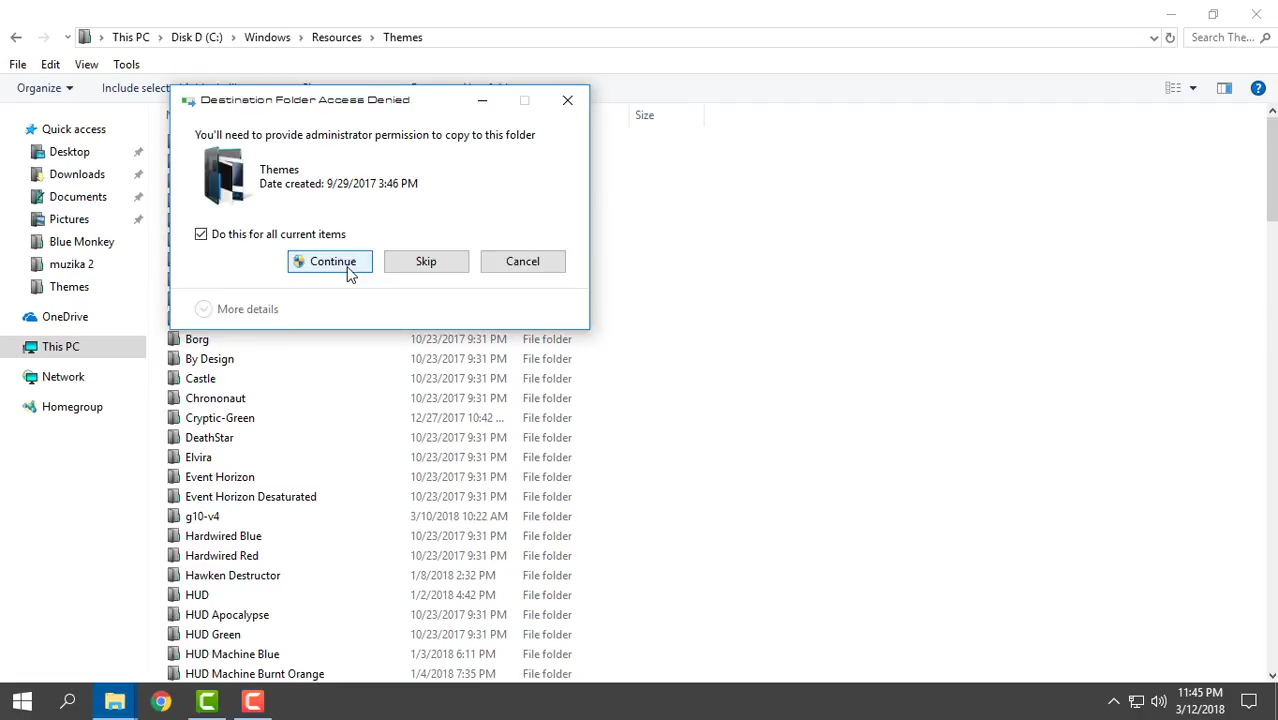 This PC > Disk D (C:) > Windows > Resources > Themes
Search The...
File Edit View Tools
Organize
Include select
Size
Destination Folder Access Denied
You'll need to provide administrator permission to copy to this folder
Themes
Date created: 9/29/2017 3:46 PM
Do this for all current items
Continue Skip Cancel
More details
Quick access
Desktop
Downloads
Documents
Pictures
Blue Monkey
muzika 2
Themes
OneDrive
This PC
Network
Homegroup
Borg 10/23/2017 9:31 PM File folder
By Design 10/23/2017 9:31 PM File folder
Castle 10/23/2017 9:31 PM File folder
Chrononaut 10/23/2017 9:31 PM File folder
Cryptic-Green 12/27/2017 10:42 ... File folder
DeathStar 10/23/2017 9:31 PM File folder
Elvira 10/23/2017 9:31 PM File folder
Event Horizon 10/23/2017 9:31 PM File folder
Event Horizon Desaturated 10/23/2017 9:31 PM File folder
g10-v4 3/10/2018 10:22 AM File folder
Hardwired Blue 10/23/2017 9:31 PM File folder
Hardwired Red 10/23/2017 9:31 PM File folder
Hawken Destructor 1/8/2018 2:32 PM File folder
HUD 1/2/2018 4:42 PM File folder
HUD Apocalypse 10/23/2017 9:31 PM File folder
HUD Green 10/23/2017 9:31 PM File folder
HUD Machine Blue 1/3/2018 6:11 PM File folder
HUD Machine Burnt Orange 1/4/2018 7:35 PM File folder
11:45 PM
3/12/2018